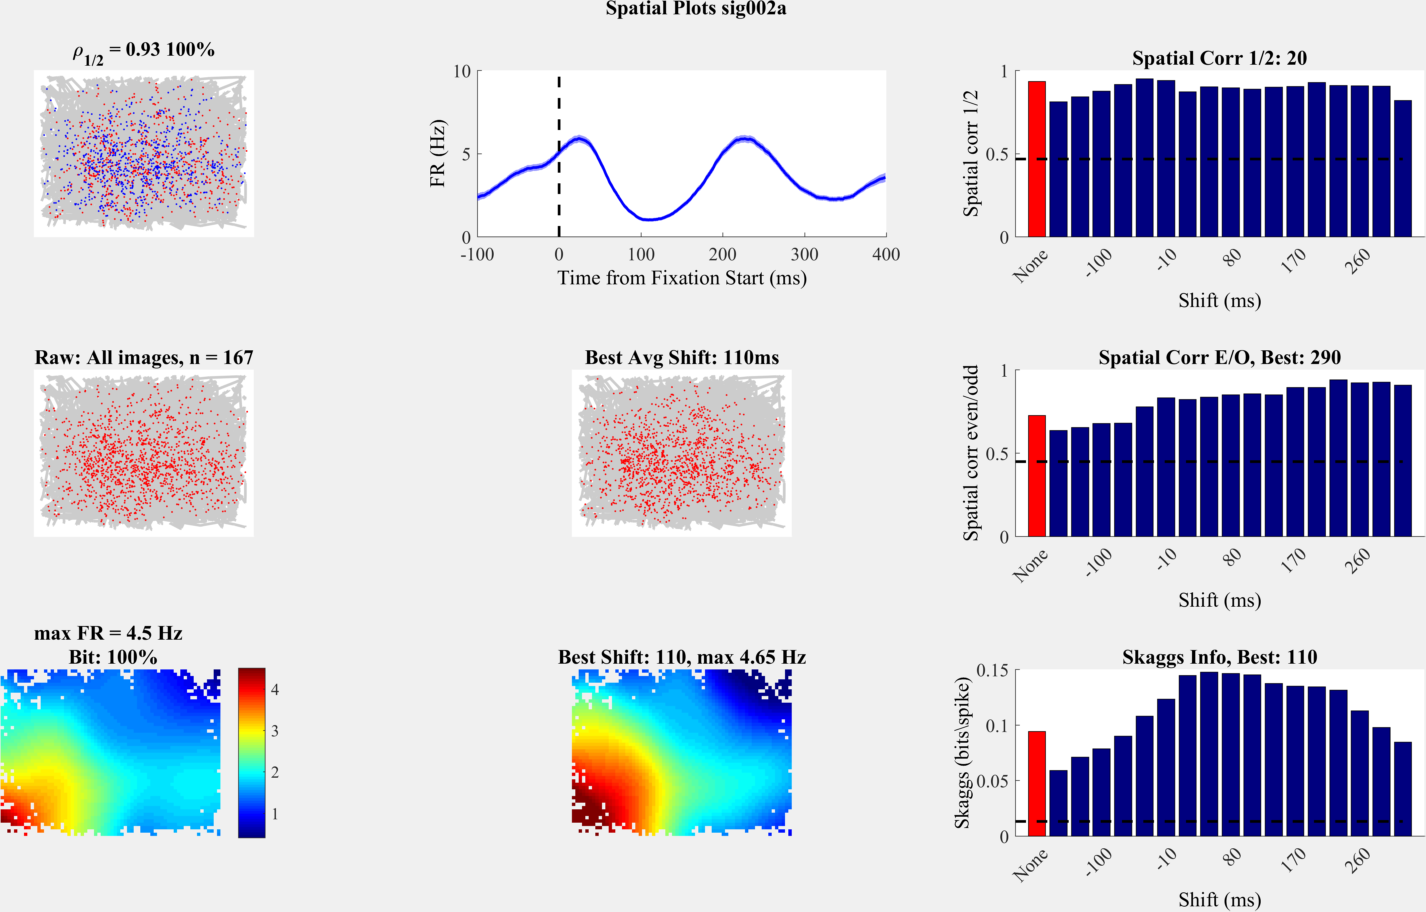 Spatial Plots sig002a
ρ1/2 = 0.93 100%
10
5
0
FR (Hz)
-100 0 100 200 300 400
Time from Fixation Start (ms)
Spatial Corr 1/2: 20
1
0.5
0
Spatial corr 1/2
None -100 -10 80 170 260
Shift (ms)
Raw: All images, n = 167
Best Avg Shift: 110ms
Spatial Corr E/O, Best: 290
1
0.5
0
Spatial corr even/odd
None -100 -10 80 170 260
Shift (ms)
max FR = 4.5 Hz
Bit: 100%
4
3
2
1
Best Shift: 110, max 4.65 Hz
Skaggs Info, Best: 110
0.15
0.1
0.05
0
Skaggs (bits\spike)
None -100 -10 80 170 260
Shift (ms)